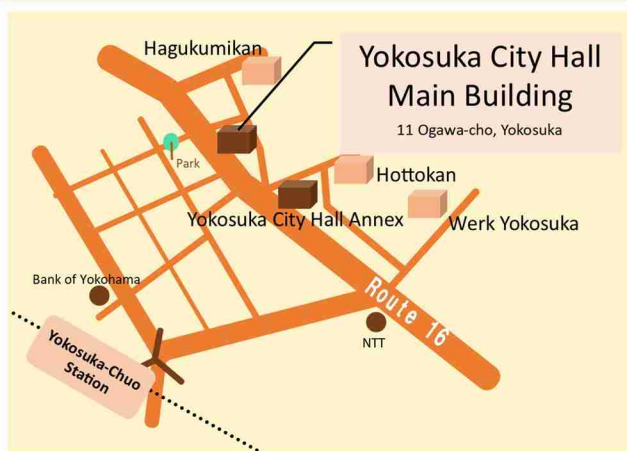 Hagukumikan
Yokosuka City Hall
Main Building
11 Ogawa-cho, Yokosuka
Park
Hottokan
Yokosuka City Hall Annex
Werk Yokosuka
Bank of Yokohama
Route 16
NTT
Yokosuka-Chuo
Station